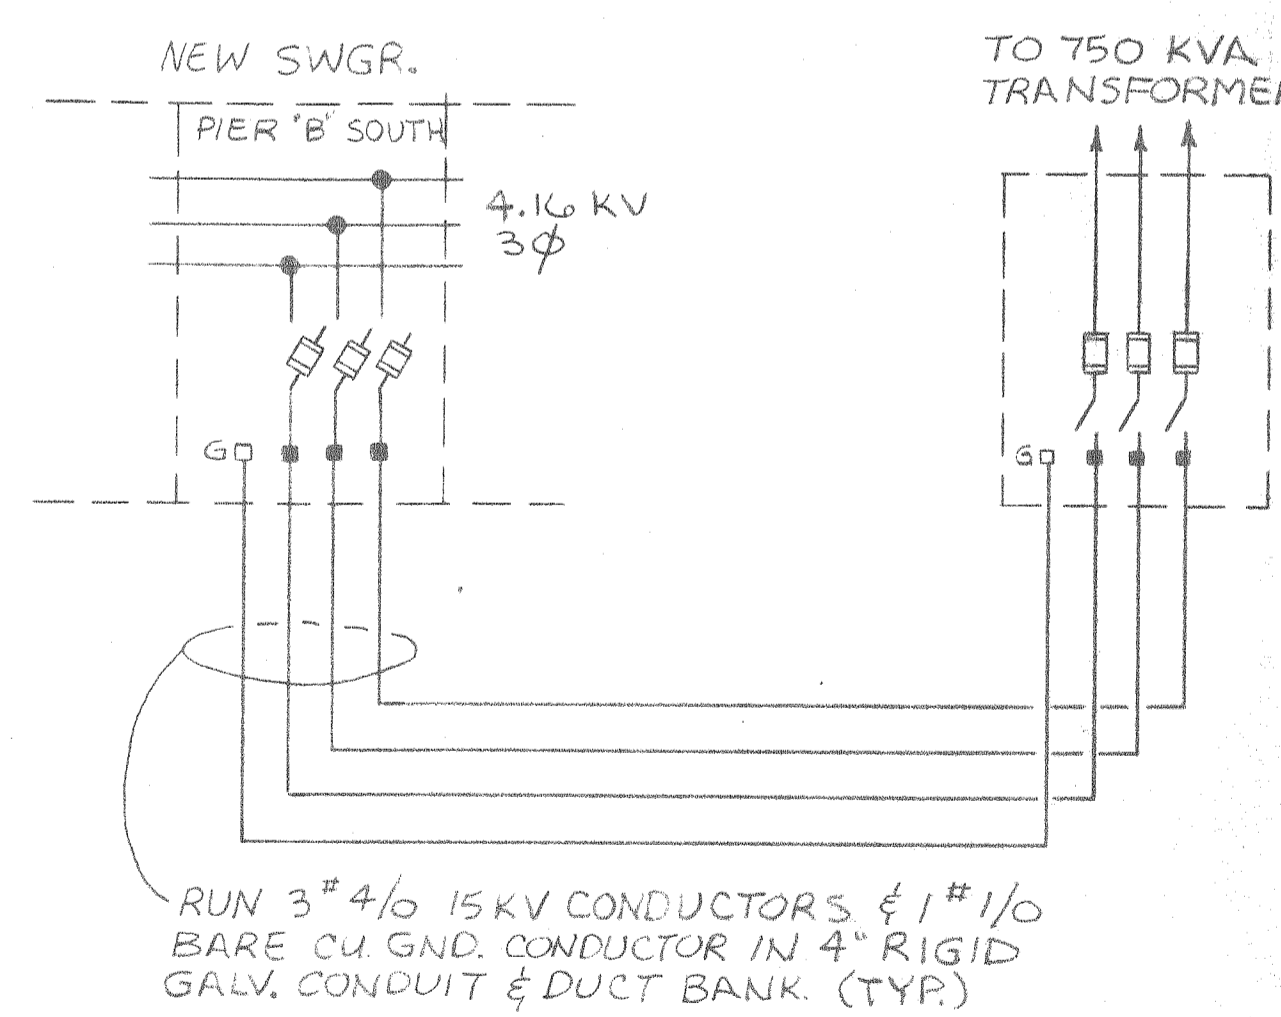 NEW SWGR.
PIER "B" SOUTH
4.16 KV
3ϕ
TO 750 KVA
TRANSFORMER
G
G
RUN 3 #4/0 15KV CONDUCTORS & 1 #1/0
BARE CU. GND. CONDUCTOR IN 4" RIGID
GALV. CONDUIT & DUCT BANK. (TYP.)